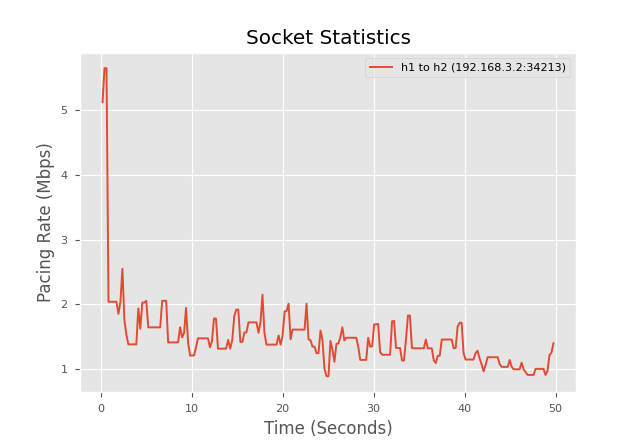 Socket Statistics
h1 to h2 (192.168.3.2:34213)
Pacing Rate (Mbps)
5
4
3
2
1
0
10
20
30
40
50
Time (Seconds)